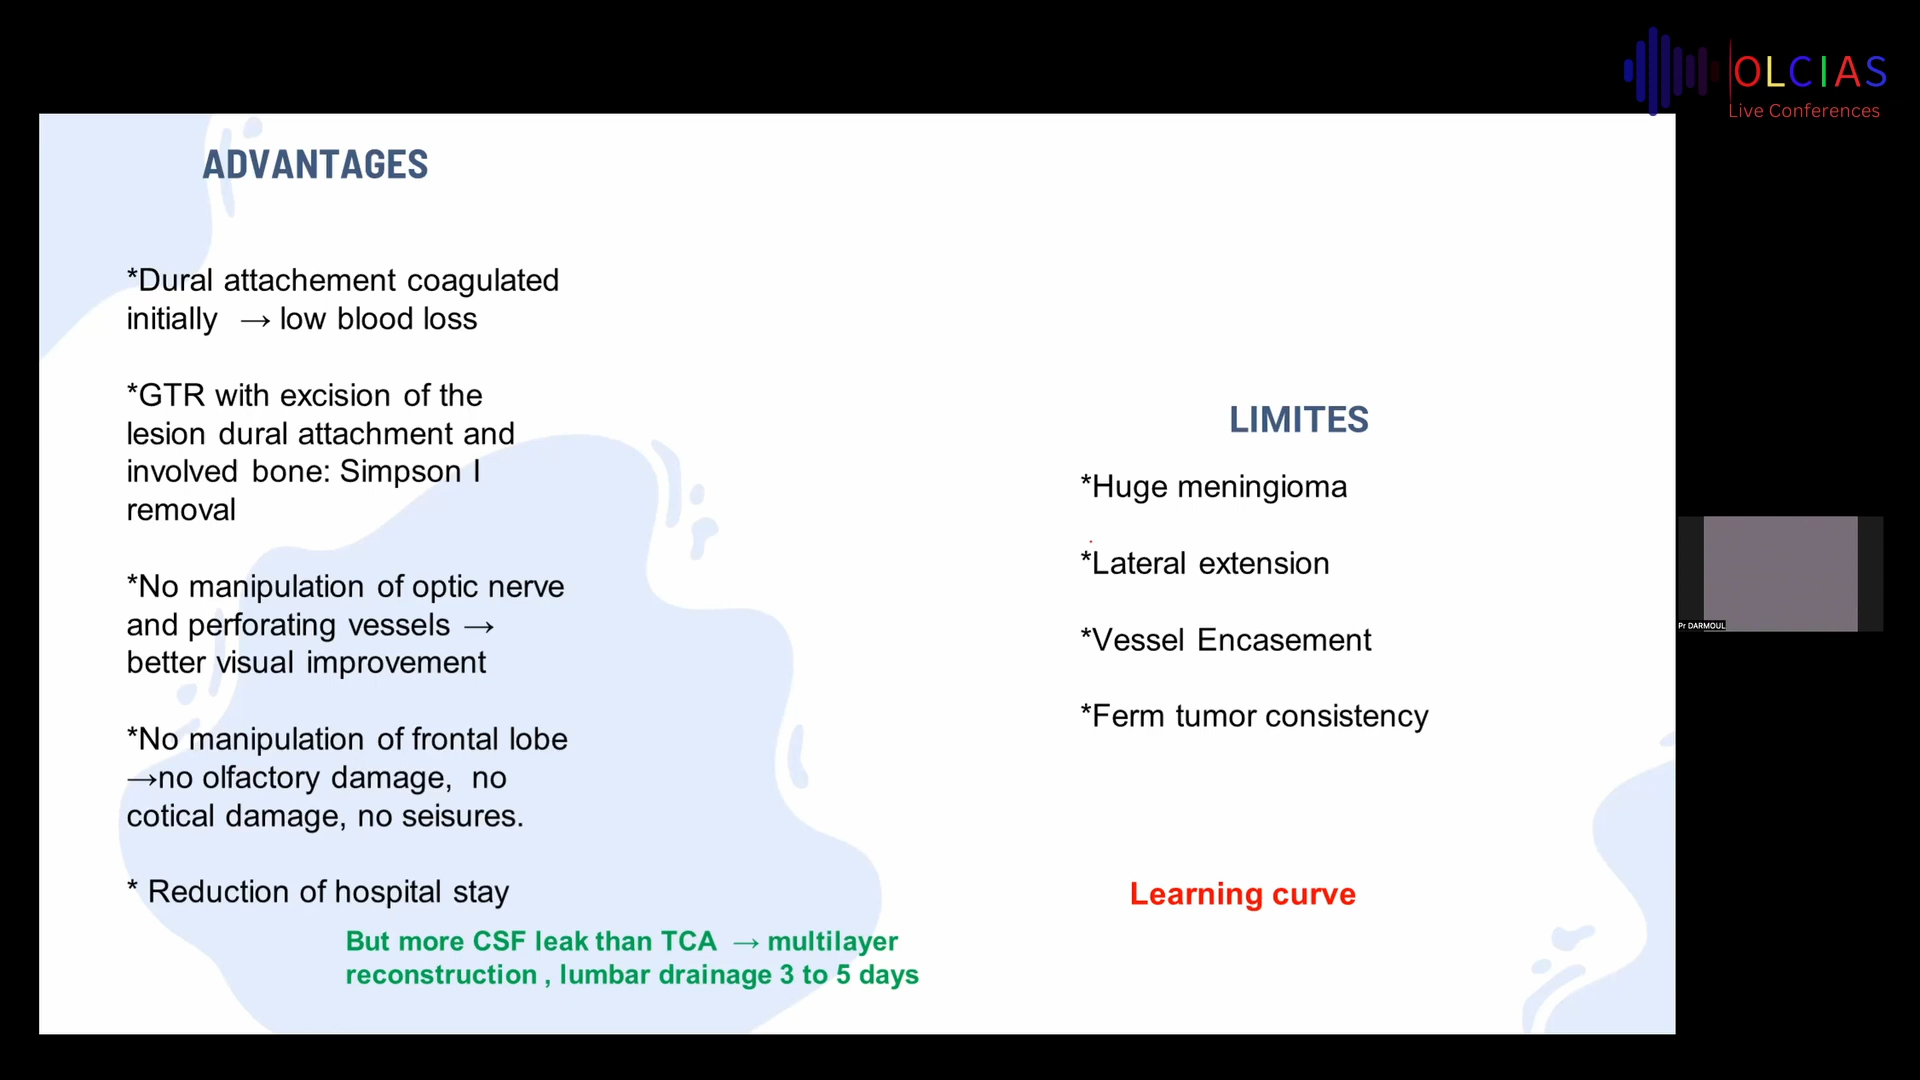 OLCIAS
Live Conferences
ADVANTAGES
*Dural attachement coagulated
initially → low blood loss
*GTR with excision of the
lesion dural attachment and
involved bone: Simpson I
removal
*No manipulation of optic nerve
and perforating vessels →
better visual improvement
*No manipulation of frontal lobe
→no olfactory damage, no
cotical damage, no seisures.
* Reduction of hospital stay
But more CSF leak than TCA → multilayer
reconstruction , lumbar drainage 3 to 5 days
LIMITES
*Huge meningioma
*Lateral extension
*Vessel Encasement
*Ferm tumor consistency
Learning curve
Pr DARMOUL